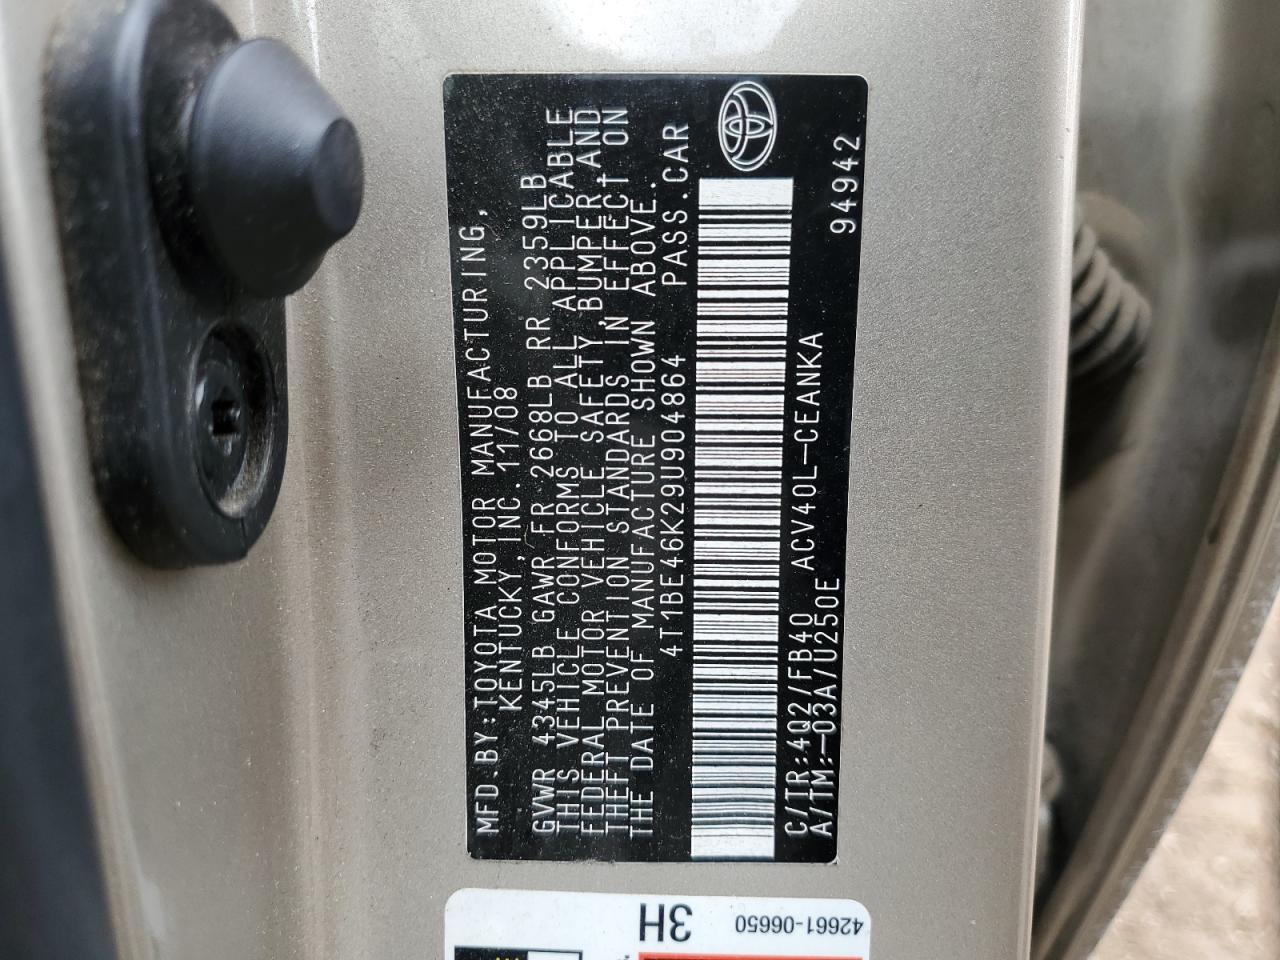 MFD.BY:TOYOTA MOTOR MANUFACTURING,
KENTUCKY,INC.11/08
GVWR 4345LB GAWR FR 2668LB RR 2359LB
THIS VEHICLE CONFORMS TO ALL APPLICABLE
FEDERAL MOTOR VEHICLE SAFETY, BUMPER, AND
THEFT PREVENTION STANDARDS IN EFFECT ON
THE DATE OF MANUFACTURE SHOWN ABOVE.
4T1BE46K29U904864 PASS.CAR
C/TR:4Q2/FB40 ACV40L-CEANKA 94942
A/TM:-03A/U250E
3H
42661-06650